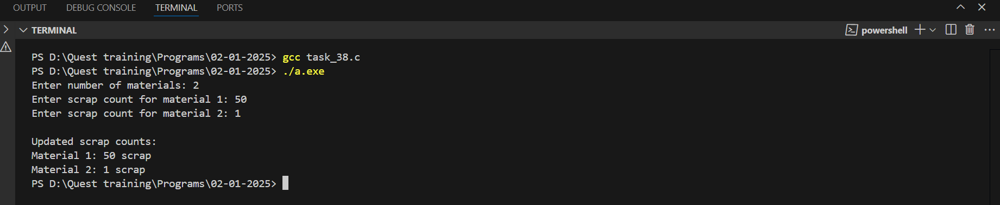 OUTPUT DEBUG CONSOLE TERMINAL PORTS
TERMINAL powershell
PS D:\Quest training\Programs\02-01-2025> gcc task_38.c
PS D:\Quest training\Programs\02-01-2025> ./a.exe
Enter number of materials: 2
Enter scrap count for material 1: 50
Enter scrap count for material 2: 1
Updated scrap counts:
Material 1: 50 scrap
Material 2: 1 scrap
PS D:\Quest training\Programs\02-01-2025>